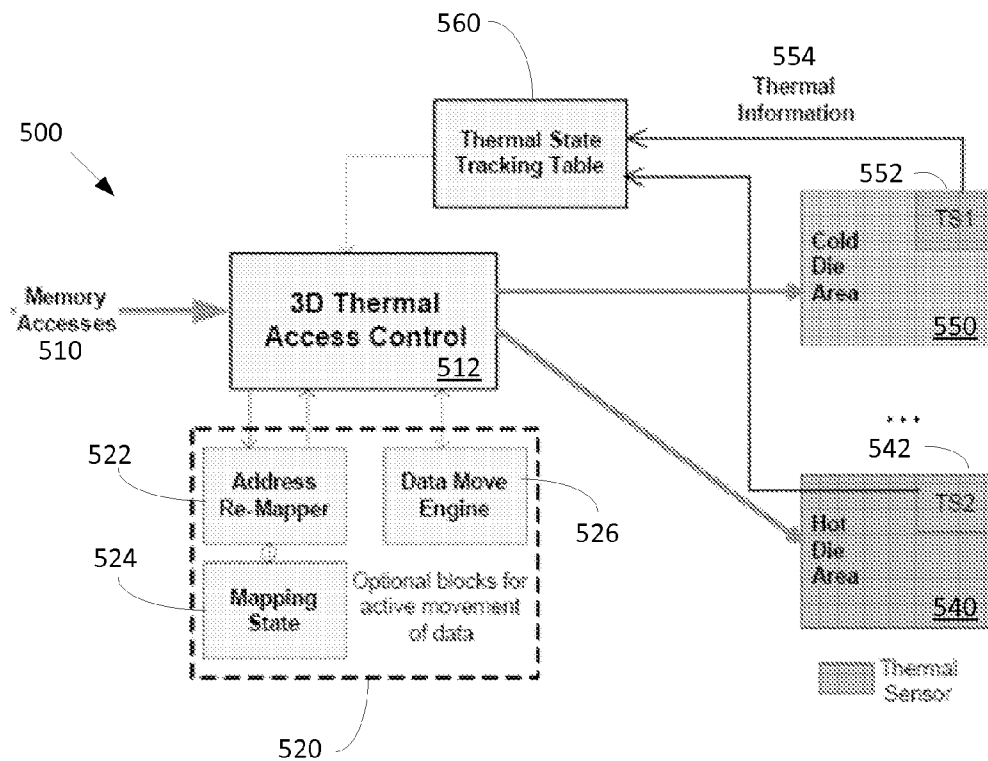 560
554
Thermal
Information
500
Thermal State
Tracking Table
552
TS1
Cold
Die
Area
550
Memory
Accesses
510
3D Thermal
Access Control
512
...
542
TS2
Hot
Die
Area
540
522
Address
Re-Mapper
Data Move
Engine
526
524
Mapping
State
Optional blocks for
active movement
of data
Thermal
Sensor
520